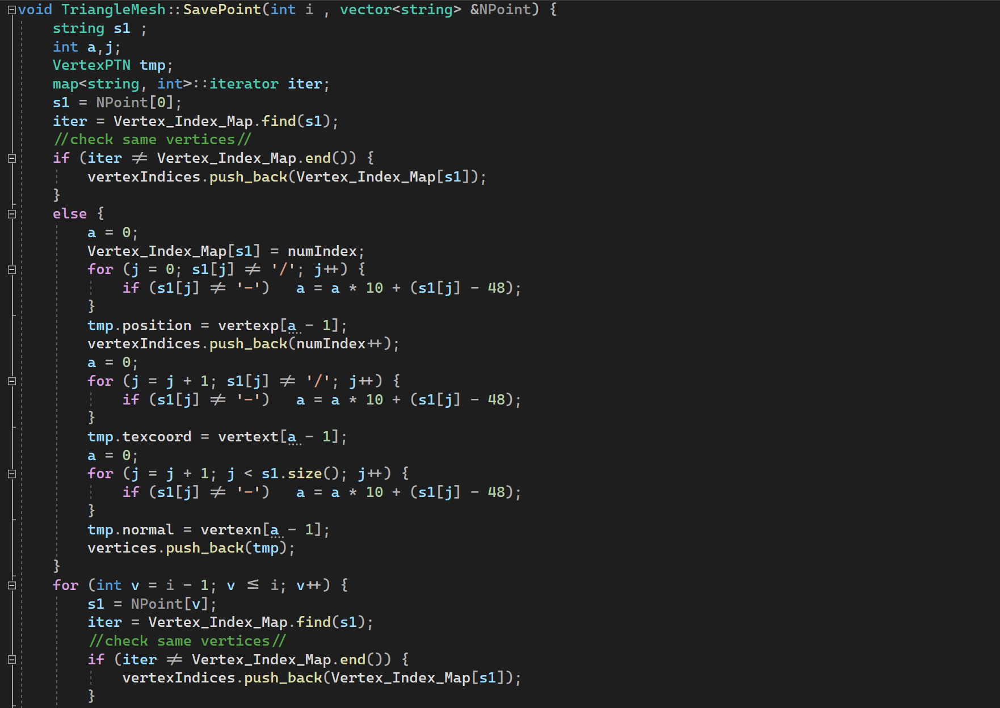 void TriangleMesh::SavePoint(int i , vector<string> &NPoint) {
string s1 ;
int a,j;
VertexPTN tmp;
map<string, int>::iterator iter;
s1 = NPoint[0];
iter = Vertex_Index_Map.find(s1);
//check same vertices//
if (iter != Vertex_Index_Map.end()) {
vertexIndices.push_back(Vertex_Index_Map[s1]);
}
else {
a = 0;
Vertex_Index_Map[s1] = numIndex;
for (j = 0; s1[j] != '/'; j++) {
if (s1[j] != '-')   a = a * 10 + (s1[j] - 48);
}
tmp.position = vertexp[a - 1];
vertexIndices.push_back(numIndex++);
a = 0;
for (j = j + 1; s1[j] != '/'; j++) {
if (s1[j] != '-')   a = a * 10 + (s1[j] - 48);
}
tmp.texcoord = vertext[a - 1];
a = 0;
for (j = j + 1; j < s1.size(); j++) {
if (s1[j] != '-')   a = a * 10 + (s1[j] - 48);
}
tmp.normal = vertexn[a - 1];
vertices.push_back(tmp);
}
for (int v = i - 1; v <= i; v++) {
s1 = NPoint[v];
iter = Vertex_Index_Map.find(s1);
//check same vertices//
if (iter != Vertex_Index_Map.end()) {
vertexIndices.push_back(Vertex_Index_Map[s1]);
}